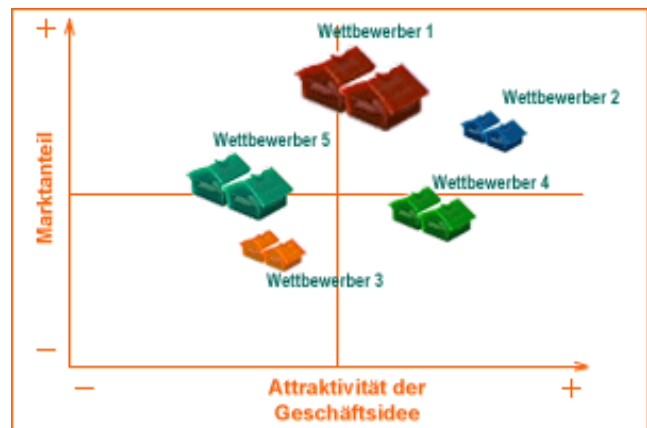 +
Wettbewerber 1
Wettbewerber 2
Wettbewerber 5
Wettbewerber 4
Marktanteil
Wettbewerber 3
–
– Attraktivität der +
Geschäftsidee